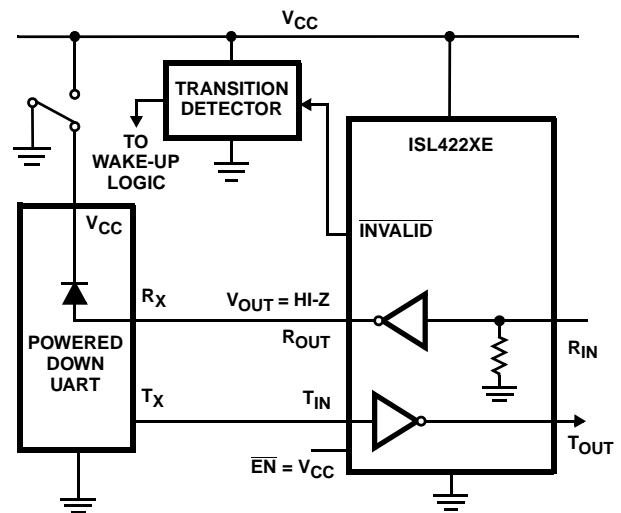 VCC
TRANSITION
DETECTOR
TO
WAKE-UP
LOGIC
ISL422XE
VCC
INVALID
RX
VOUT = HI-Z
ROUT
RIN
POWERED
DOWN
UART
TX
TIN
TOUT
EN = VCC